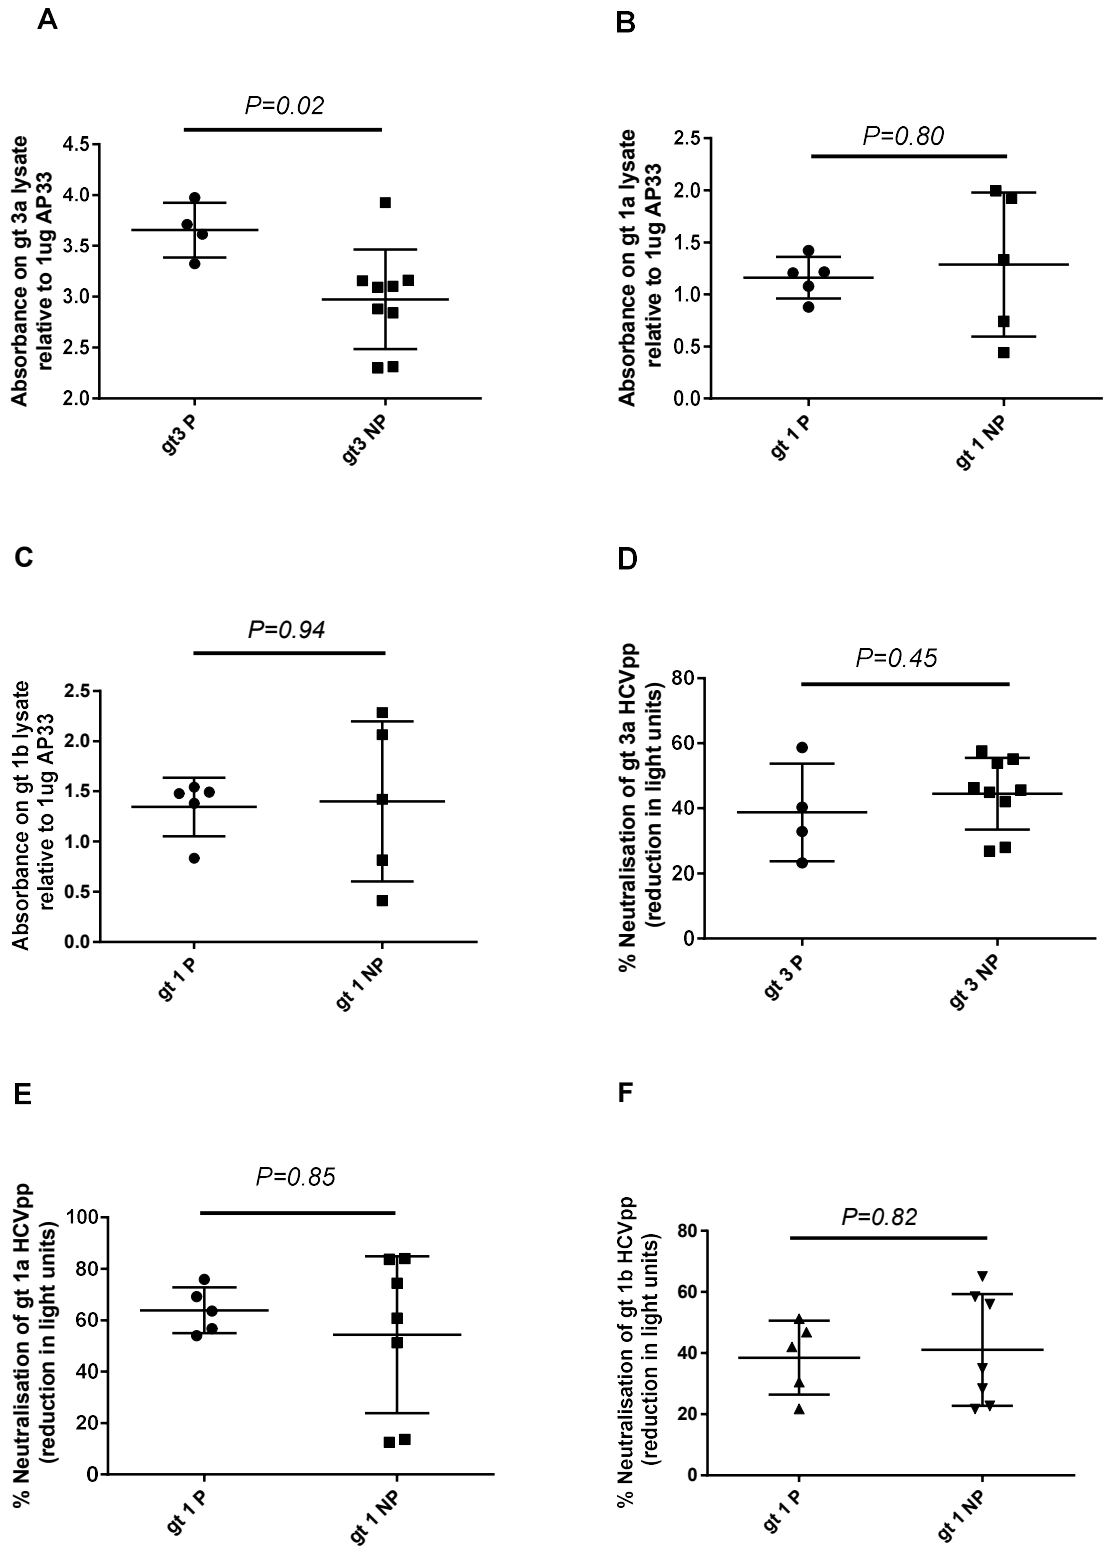 A
P=0.02
Absorbance on gt 3a lysate
relative to 1ug AP33
4.5
4.0
3.5
3.0
2.5
2.0
gt3 P
gt3 NP
B
P=0.80
Absorbance on gt 1a lysate
relative to 1ug AP33
2.5
2.0
1.5
1.0
0.5
0.0
gt 1 P
gt 1 NP
C
P=0.94
Absorbance on gt 1b lysate
relative to 1ug AP33
2.5
2.0
1.5
1.0
0.5
0.0
gt 1 P
gt 1 NP
D
P=0.45
% Neutralisation of gt 3a HCVpp
(reduction in light units)
80
60
40
20
0
gt 3 P
gt 3 NP
E
P=0.85
% Neutralisation of gt 1a HCVpp
(reduction in light units)
100
80
60
40
20
0
gt 1 P
gt 1 NP
F
P=0.82
% Neutralisation of gt 1b HCVpp
(reduction in light units)
80
60
40
20
0
gt 1 P
gt 1 NP